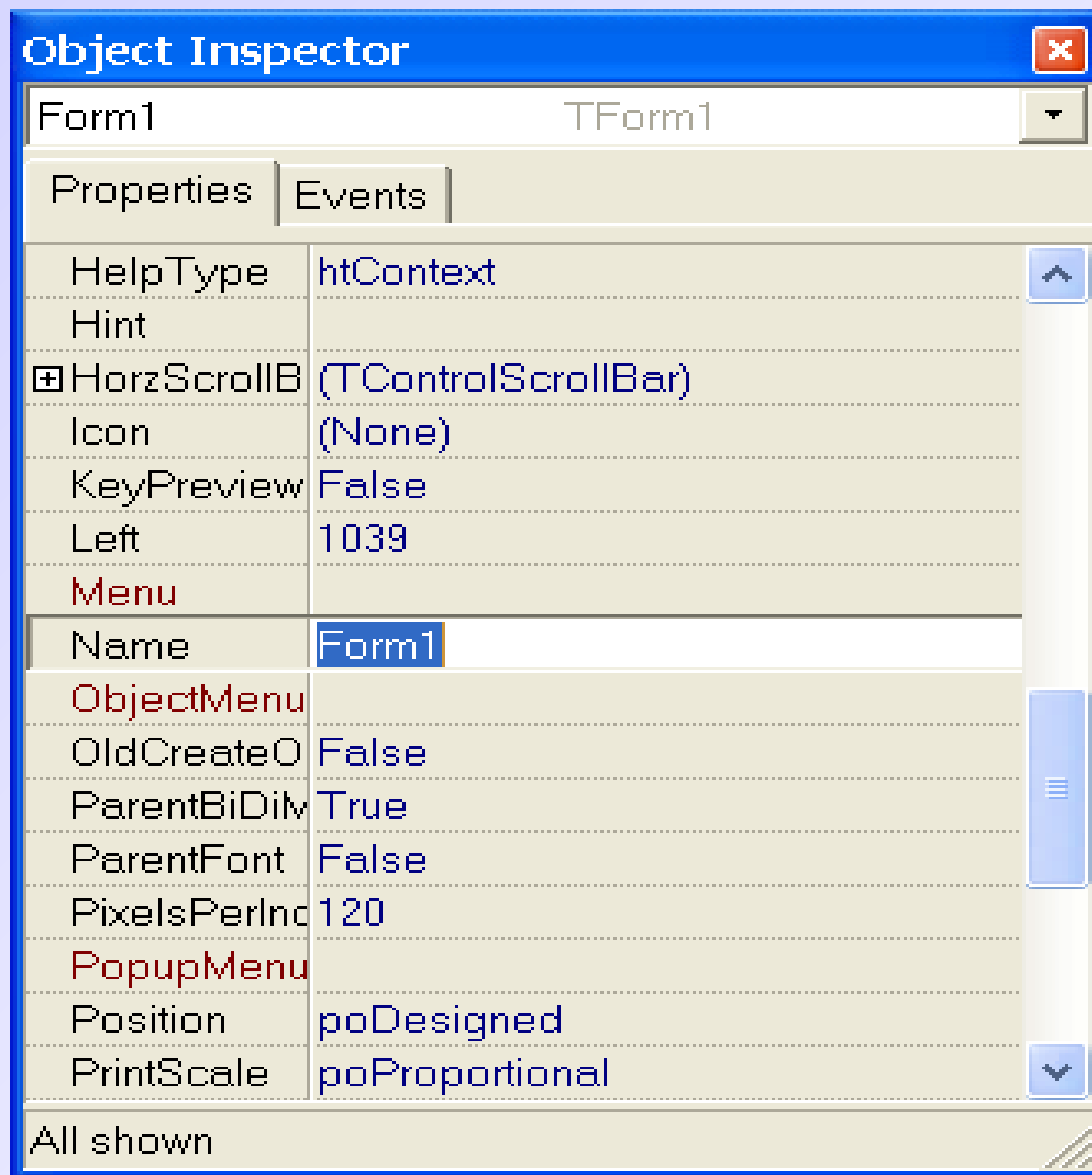 Object Inspector
Form1 TForm1
Properties Events
HelpType htContext
Hint
HorzScrollB (TControlScrollBar)
Icon (None)
KeyPreview False
Left 1039
Menu
Name Form1
ObjectMenu
OldCreateO False
ParentBiDiM True
ParentFont False
PixelsPerInc 120
PopupMenu
Position poDesigned
PrintScale poProportional
All shown